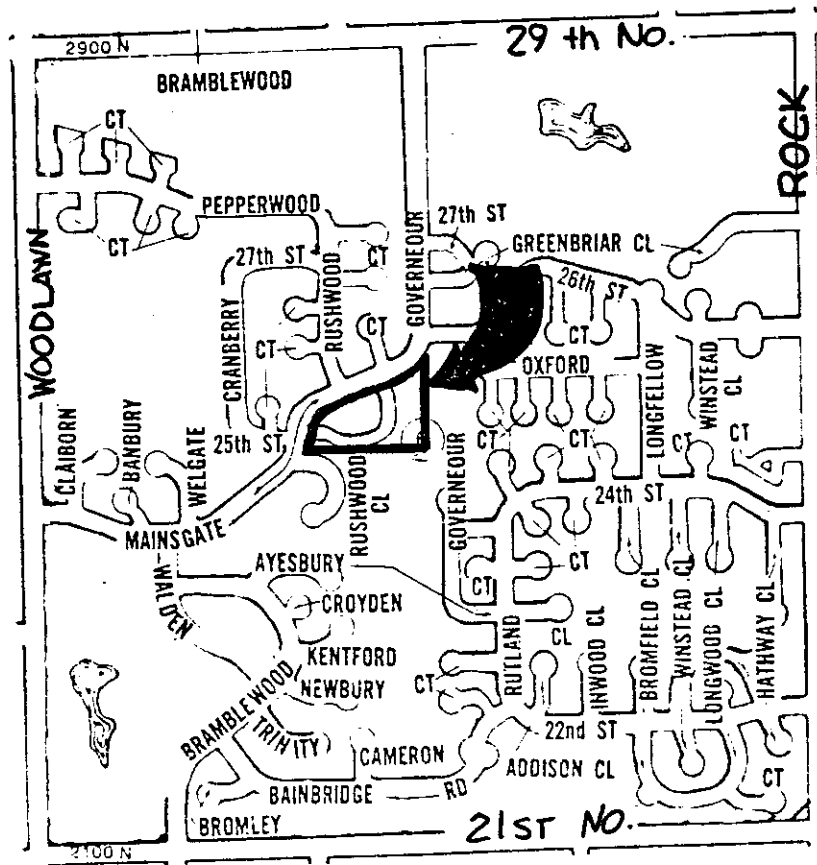 2900 N
29 th No.
BRAMBLEWOOD
CT
ROCK
PEPPERWOOD
CT
WOODLAWN
27th ST
CT
GOVERNEOUR
27th ST
GREENBRIAR CL
26th ST
CRANBERRY
RUSHWOOD
CT
CT
CT
OXFORD
LONGFELLOW
WINSTEAD CL
25th ST
CLAIBORN
BANBURY
WELGATE
RUSHWOOD CL
GOVERNEOUR
CT
CT
CT
CT
24th ST
MAINSGATE
WALDEN
AYESBURY
CT
CT
CROYDEN
KENTFORD
NEWBURY
CT
RUTLAND
CL
INWOOD CL
BROMFIELD CL
WINSTEAD CL
LONGWOOD CL
HATHWAY CL
BRAMBLEWOOD
TRINITY
CAMERON
22nd ST
ADDISON CL
CT
BAINBRIDGE RD
BROMLEY
21ST NO.
2100 N